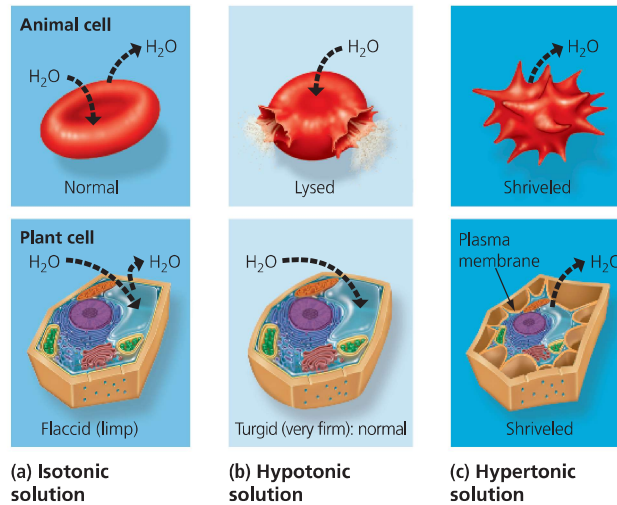 Animal cell
H₂O
H₂O
Normal
H₂O
Lysed
H₂O
Shriveled
Plant cell
H₂O
H₂O
Flaccid (limp)
H₂O
Turgid (very firm): normal
Plasma
membrane
H₂O
Shriveled
(a) Isotonic
solution
(b) Hypotonic
solution
(c) Hypertonic
solution